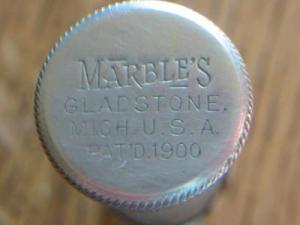 MARBLE'S
GLADSTONE,
MICH. U.S.A.
PAT'D.1900